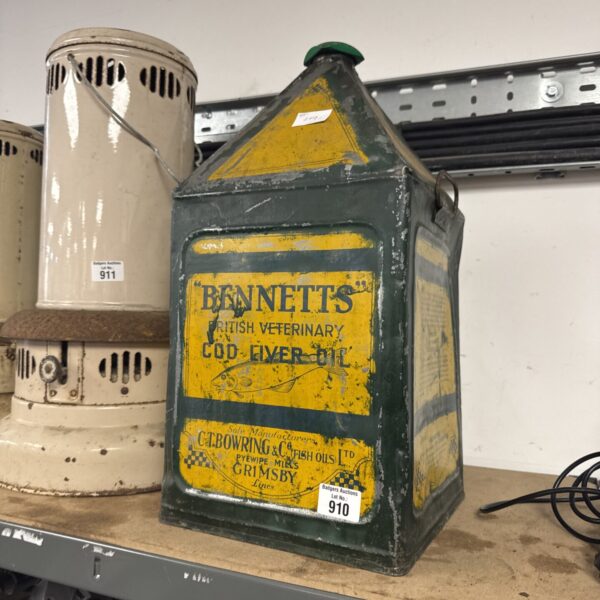 "BENNETTS"
BRITISH VETERINARY
COD LIVER OIL
Sole Manufacturers
C.T. BOWRING & Co (FISH OILS) LTD
PYEWIPE MILLS
GRIMSBY
Lincs
Badgers Auctions
Lot No.:
910
Badgers Auctions
Lot No.:
911